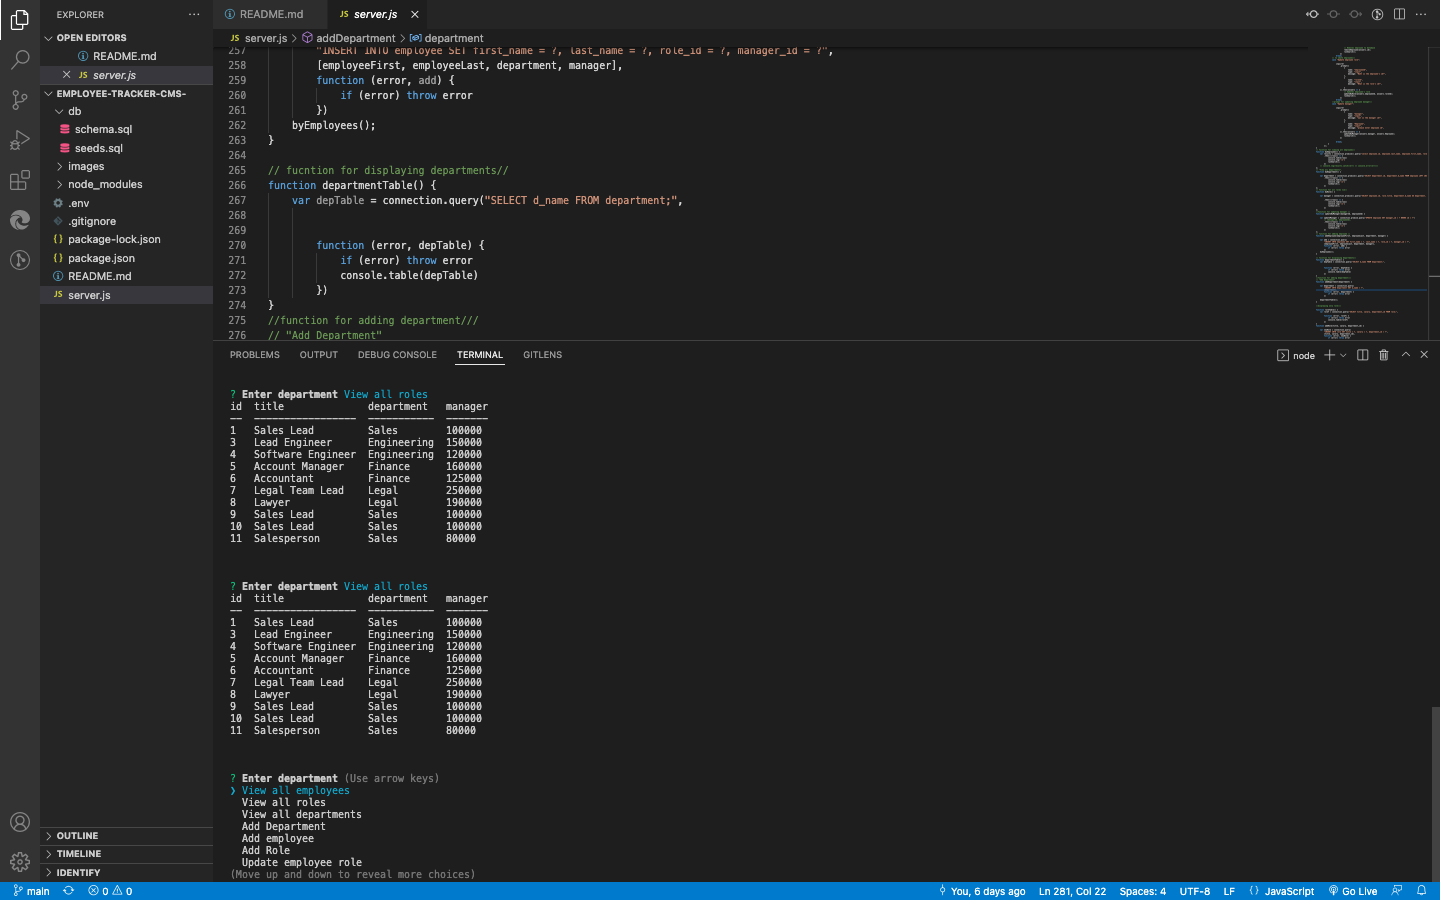 EXPLORER
OPEN EDITORS
README.md
JS server.js
EMPLOYEE-TRACKER-CMS-
db
schema.sql
seeds.sql
images
node_modules
.env
.gitignore
package-lock.json
package.json
README.md
JS server.js
OUTLINE
TIMELINE
IDENTIFY
README.md
JS server.js
JS server.js > addDepartment > department
257 "INSERT INTO employee SET first_name = ?, last_name = ?, role_id = ?, manager_id = ?",
258 [employeeFirst, employeeLast, department, manager],
259 function (error, add) {
260 if (error) throw error
261 })
262 byEmployees();
263 }
264
265 // fucntion for displaying departments//
266 function departmentTable() {
267 var depTable = connection.query("SELECT d_name FROM department;",
268
269
270 function (error, depTable) {
271 if (error) throw error
272 console.table(depTable)
273 })
274 }
275 //function for adding department///
276 // "Add Department"
PROBLEMS OUTPUT DEBUG CONSOLE TERMINAL GITLENS
node
? Enter department View all roles
id title department manager
-- ----------------- ----------- -------
1 Sales Lead Sales 100000
3 Lead Engineer Engineering 150000
4 Software Engineer Engineering 120000
5 Account Manager Finance 160000
6 Accountant Finance 125000
7 Legal Team Lead Legal 250000
8 Lawyer Legal 190000
9 Sales Lead Sales 100000
10 Sales Lead Sales 100000
11 Salesperson Sales 80000
? Enter department View all roles
id title department manager
-- ----------------- ----------- -------
1 Sales Lead Sales 100000
3 Lead Engineer Engineering 150000
4 Software Engineer Engineering 120000
5 Account Manager Finance 160000
6 Accountant Finance 125000
7 Legal Team Lead Legal 250000
8 Lawyer Legal 190000
9 Sales Lead Sales 100000
10 Sales Lead Sales 100000
11 Salesperson Sales 80000
? Enter department (Use arrow keys)
❯ View all employees
View all roles
View all departments
Add Department
Add employee
Add Role
Update employee role
(Move up and down to reveal more choices)
main 0 0 You, 6 days ago Ln 281, Col 22 Spaces: 4 UTF-8 LF {} JavaScript Go Live